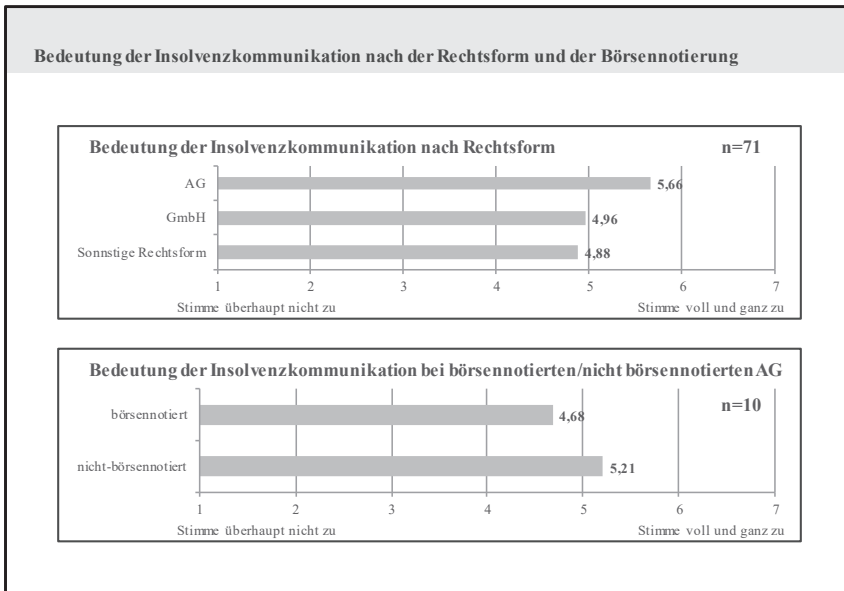 Bedeutung der Insolvenzkommunikation nach der Rechtsform und der Börsennotierung
Bedeutung der Insolvenzkommunikation nach Rechtsform n=71
AG 5,66
GmbH 4,96
Sonnstige Rechtsform 4,88
1 2 3 4 5 6 7
Stimme überhaupt nicht zu Stimme voll und ganz zu
Bedeutung der Insolvenzkommunikation bei börsennotierten/nicht börsennotierten AG
n=10
börsennotiert 4,68
nicht-börsennotiert 5,21
1 2 3 4 5 6 7
Stimme überhaupt nicht zu Stimme voll und ganz zu